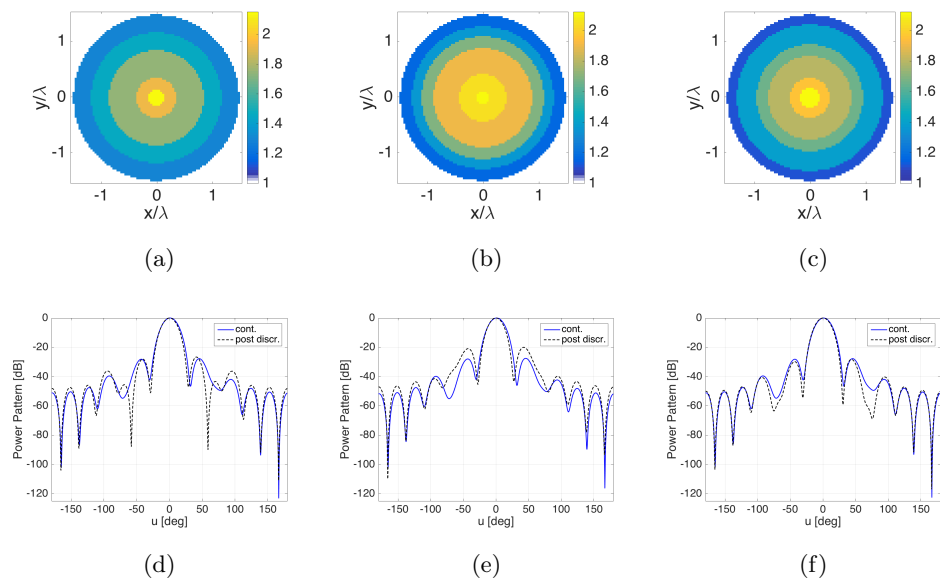 1
0
-1
y/λ
-1 0 1
x/λ
2
1.8
1.6
1.4
1.2
1
(a)
1
0
-1
y/λ
-1 0 1
x/λ
2
1.8
1.6
1.4
1.2
1
(b)
1
0
-1
y/λ
-1 0 1
x/λ
2
1.8
1.6
1.4
1.2
1
(c)
0
-20
-40
-60
-80
-100
-120
Power Pattern [dB]
cont.
post discr.
-150 -100 -50 0 50 100 150
u [deg]
(d)
0
-20
-40
-60
-80
-100
-120
Power Pattern [dB]
cont.
post discr.
-150 -100 -50 0 50 100 150
u [deg]
(e)
0
-20
-40
-60
-80
-100
-120
Power Pattern [dB]
cont.
post discr.
-150 -100 -50 0 50 100 150
u [deg]
(f)